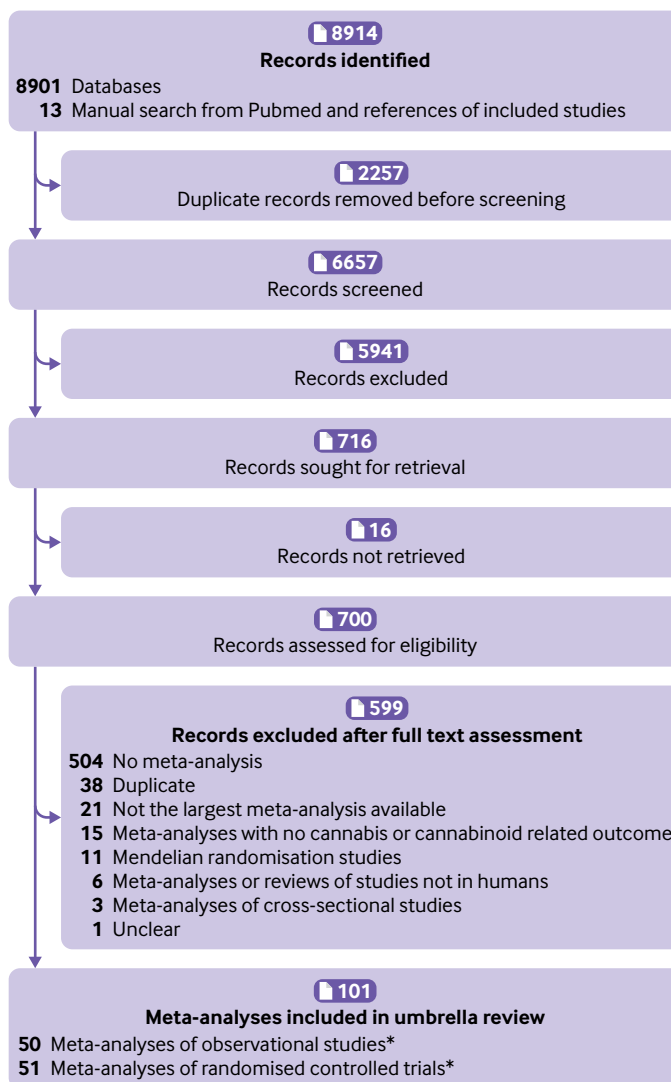 8914
Records identified
8901 Databases
13 Manual search from Pubmed and references of included studies
2257
Duplicate records removed before screening
6657
Records screened
5941
Records excluded
716
Records sought for retrieval
16
Records not retrieved
700
Records assessed for eligibility
599
Records excluded after full text assessment
504 No meta-analysis
38 Duplicate
21 Not the largest meta-analysis available
15 Meta-analyses with no cannabis or cannabinoid related outcome
11 Mendelian randomisation studies
6 Meta-analyses or reviews of studies not in humans
3 Meta-analyses of cross-sectional studies
1 Unclear
101
Meta-analyses included in umbrella review
50 Meta-analyses of observational studies*
51 Meta-analyses of randomised controlled trials*